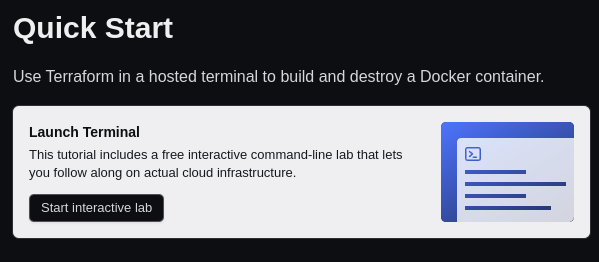 Quick Start
Use Terraform in a hosted terminal to build and destroy a Docker container.
Launch Terminal
This tutorial includes a free interactive command-line lab that lets
you follow along on actual cloud infrastructure.
Start interactive lab